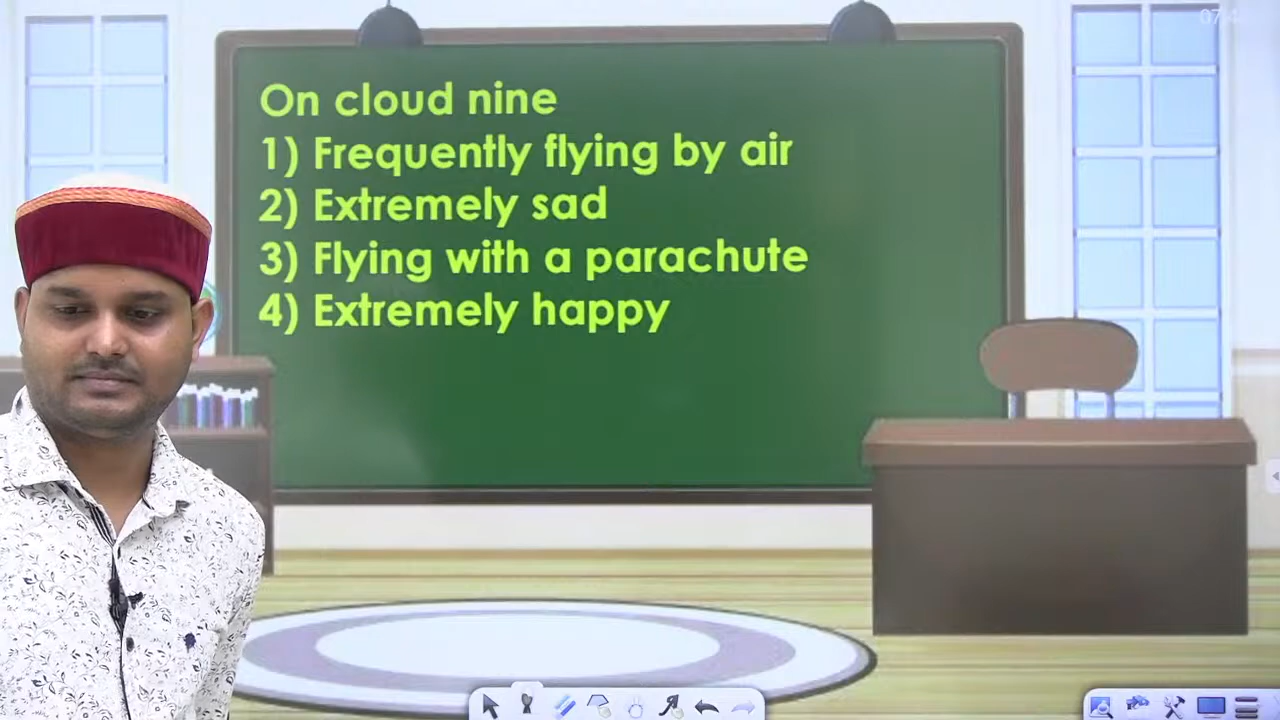 On cloud nine
1) Frequently flying by air
2) Extremely sad
3) Flying with a parachute
4) Extremely happy